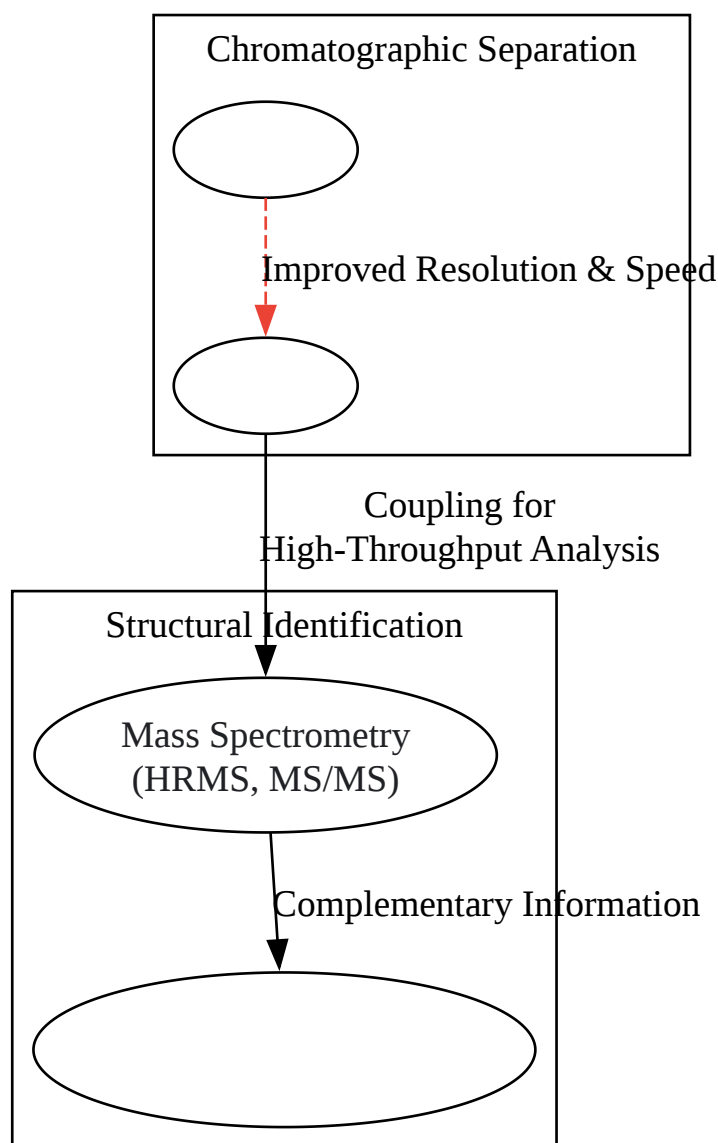 Chromatographic Separation
Improved Resolution & Speed
Coupling for
High-Throughput Analysis
Structural Identification
Mass Spectrometry
(HRMS, MS/MS)
Complementary Information